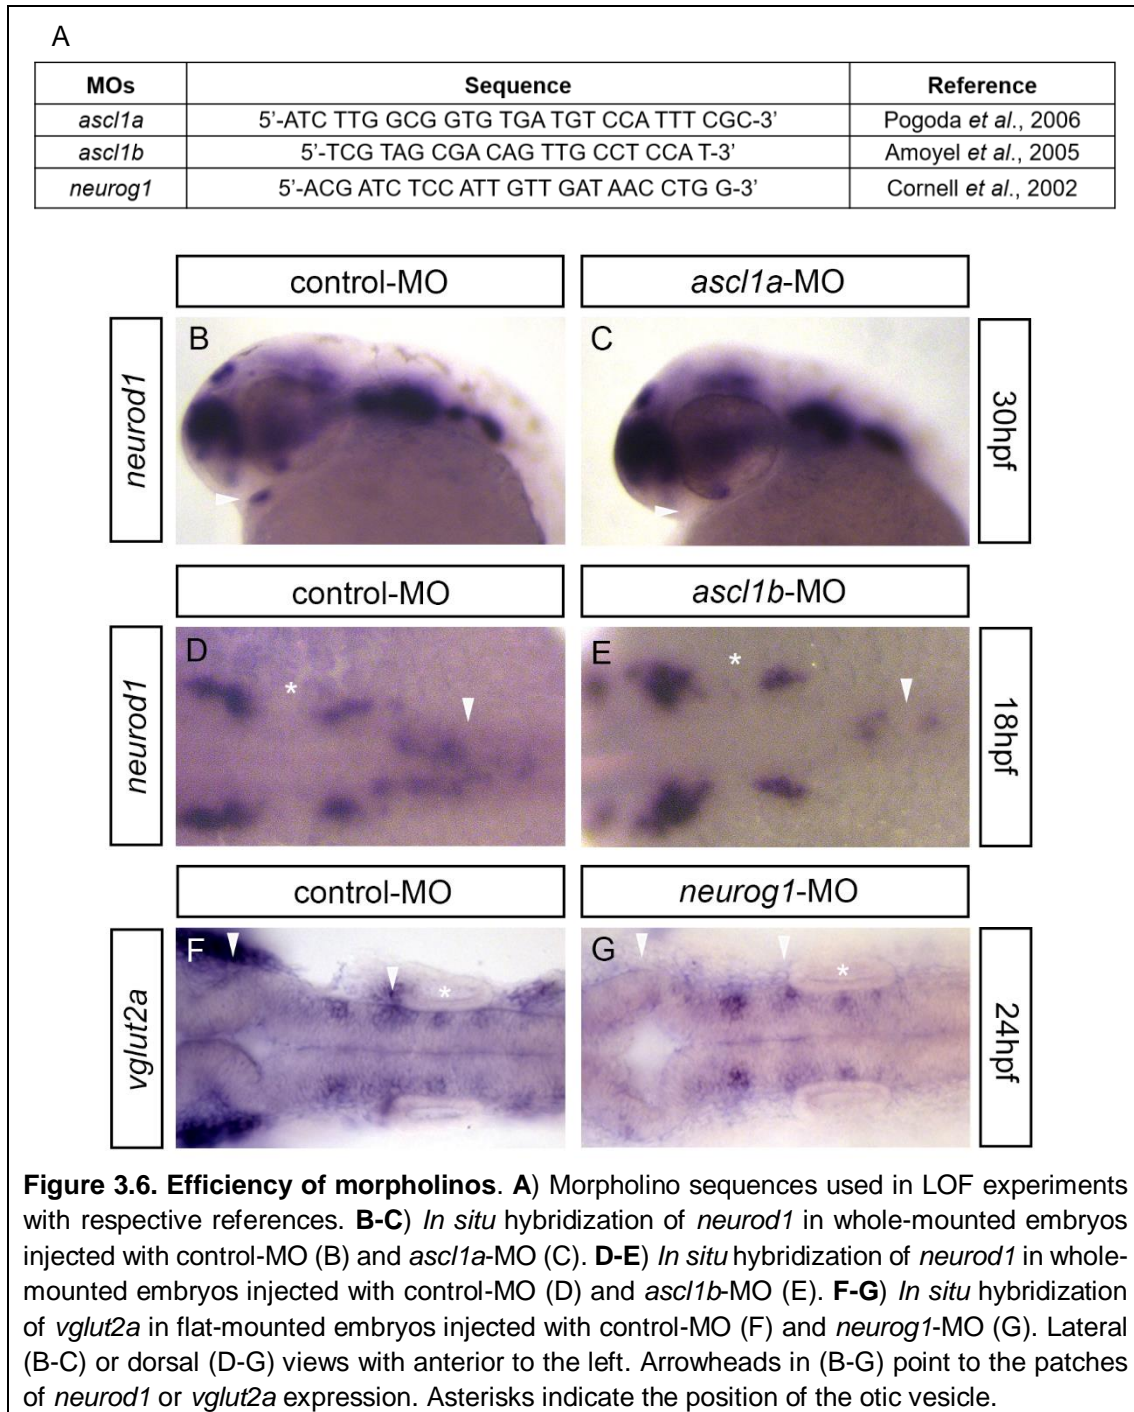 A
MOs Sequence Reference
ascl1a 5’-ATC TTG GCG GTG TGA TGT CCA TTT CGC-3’ Pogoda et al., 2006
ascl1b 5’-TCG TAG CGA CAG TTG CCT CCA T-3’ Amoyel et al., 2005
neurog1 5’-ACG ATC TCC ATT GTT GAT AAC CTG G-3’ Cornell et al., 2002
control-MO ascl1a-MO
neurod1 B C 30hpf
control-MO ascl1b-MO
neurod1 D * E * 18hpf
control-MO neurog1-MO
vglut2a F * G * 24hpf
Figure 3.6. Efficiency of morpholinos. A) Morpholino sequences used in LOF experiments
with respective references. B-C) In situ hybridization of neurod1 in whole-mounted embryos
injected with control-MO (B) and ascl1a-MO (C). D-E) In situ hybridization of neurod1 in whole-
mounted embryos injected with control-MO (D) and ascl1b-MO (E). F-G) In situ hybridization
of vglut2a in flat-mounted embryos injected with control-MO (F) and neurog1-MO (G). Lateral
(B-C) or dorsal (D-G) views with anterior to the left. Arrowheads in (B-G) point to the patches
of neurod1 or vglut2a expression. Asterisks indicate the position of the otic vesicle.